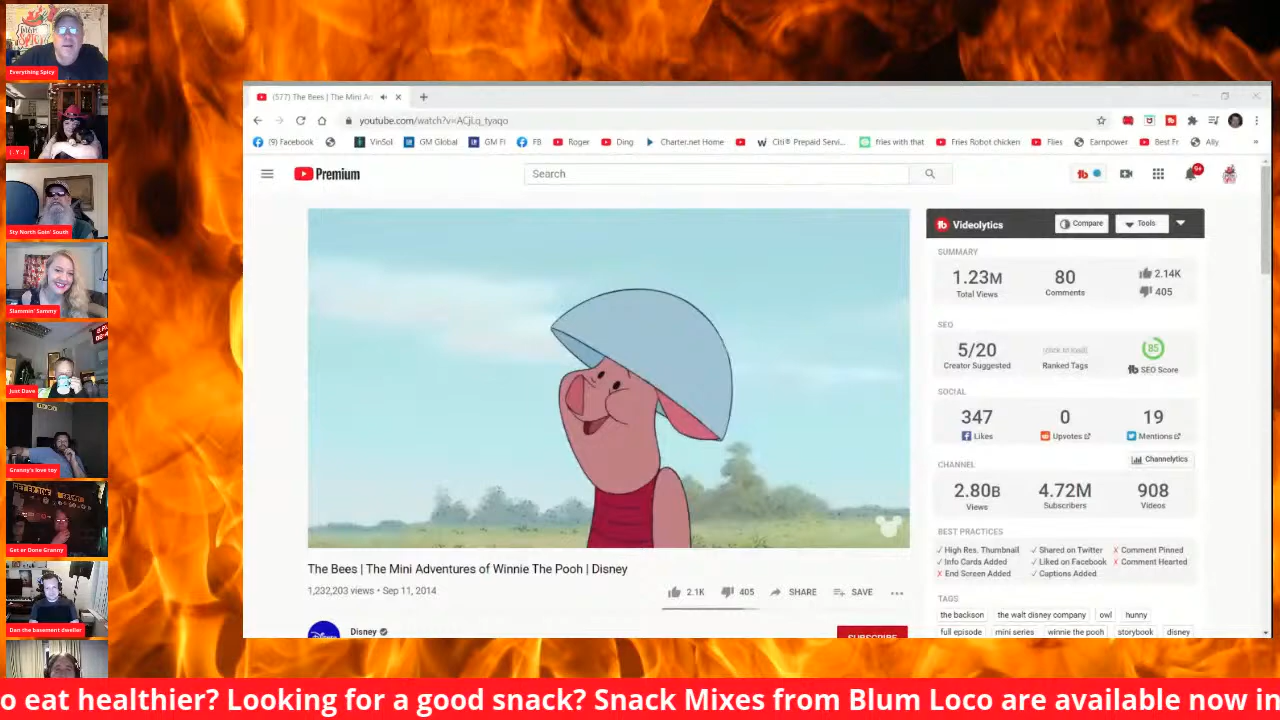 Everything Spicy
( . Y . )
Sty North Goin' South
Slammin' Sammy
Just Dave
Granny's love toy
Get er Done Granny
Dan the basement dweller
(577) The Bees | The Mini Ad
youtube.com/watch?v=ACjLq_tyaqo
(9) Facebook
VinSol
GM Global
GM Fi
FB
Roger
Ding
Charter.net Home
Citi® Prepaid Servi...
fries with that
Fries Robot chicken
Flies
Earnpower
Best Fr
Ally
»
Premium
Search
9+
Videolytics
Compare
Tools
SUMMARY
1.23M 80 2.14K
Total Views Comments 405
SEO
5/20 (click to load) 85
Creator Suggested Ranked Tags SEO Score
SOCIAL
347 0 19
Likes Upvotes Mentions
CHANNEL Channelytics
2.80B 4.72M 908
Views Subscribers Videos
BEST PRACTICES
✓ High Res. Thumbnail ✓ Shared on Twitter ✗ Comment Pinned
✓ Info Cards Added ✓ Liked on Facebook ✗ Comment Hearted
✗ End Screen Added ✓ Captions Added
TAGS
the backson the walt disney company owl hunny
full episode mini series winnie the pooh storybook disney
The Bees | The Mini Adventures of Winnie The Pooh | Disney
1,232,203 views • Sep 11, 2014
2.1K 405 SHARE SAVE
Disney
SUBSCRIBE
o eat healthier? Looking for a good snack? Snack Mixes from Blum Loco are available now in